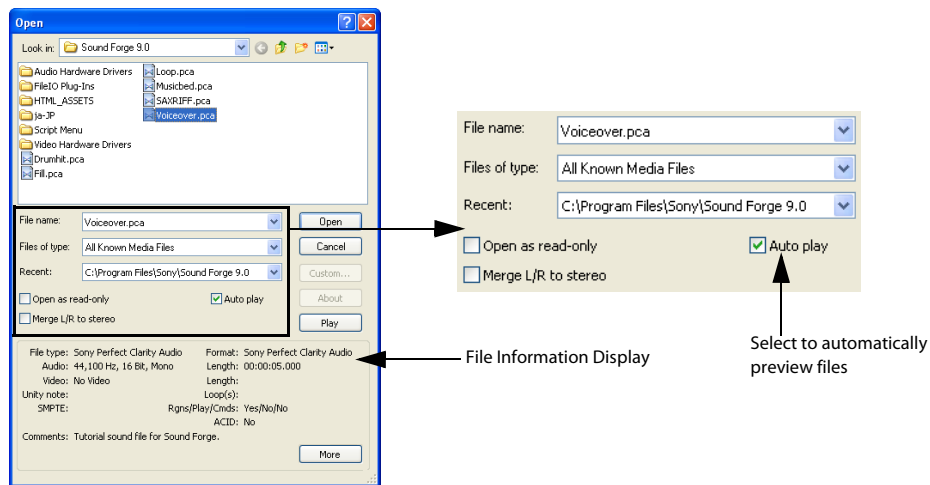 Open
Look in: Sound Forge 9.0
Audio Hardware Drivers
FileIO Plug-Ins
HTML_ASSETS
ja-JP
Script Menu
Video Hardware Drivers
Drumhit.pca
Fill.pca
Loop.pca
Musicbed.pca
SAXRIFF.pca
Voiceover.pca
File name: Voiceover.pca Open
Files of type: All Known Media Files Cancel
Recent: C:\Program Files\Sony\Sound Forge 9.0 Custom...
Open as read-only Auto play About
Merge L/R to stereo Play
File type: Sony Perfect Clarity Audio Format: Sony Perfect Clarity Audio
Audio: 44,100 Hz, 16 Bit, Mono Length: 00:00:05.000
Video: No Video Length:
Unity note: Loop(s):
SMPTE: Rgns/Play/Cmds: Yes/No/No
ACID: No
Comments: Tutorial sound file for Sound Forge.
More
File name: Voiceover.pca
Files of type: All Known Media Files
Recent: C:\Program Files\Sony\Sound Forge 9.0
Open as read-only Auto play
Merge L/R to stereo
File Information Display
Select to automatically
preview files